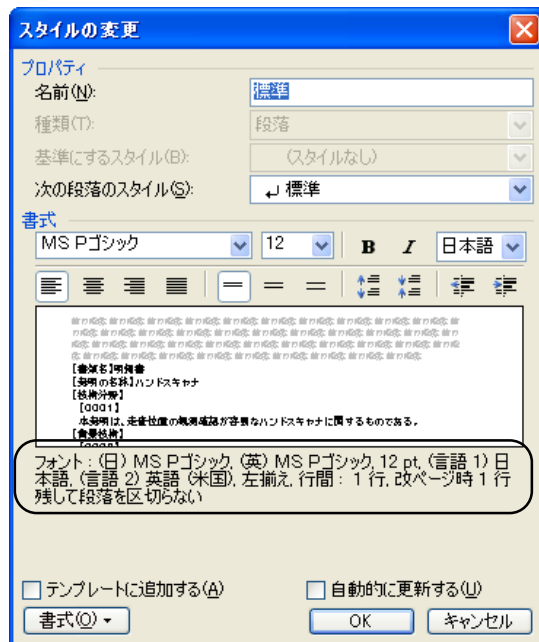 スタイルの変更
プロパティ
名前(N): 標準
種類(T): 段落
基準にするスタイル(B): (スタイルなし)
次の段落のスタイル(S): 標準
書式
MS Pゴシック 12 B I 日本語
【書類名】明細書
【発明の名称】ハンドスキャナ
【技術分野】
【0001】
本発明は、走査位置の観測確認が容易なハンドスキャナに関するものである。
【背景技術】
フォント : (日) MS Pゴシック, (英) MS Pゴシック, 12 pt, (言語 1) 日
本語, (言語 2) 英語 (米国), 左揃え, 行間 : 1 行, 改ページ時 1 行
残して段落を区切らない
テンプレートに追加する(A) 自動的に更新する(U)
書式(O) OK キャンセル